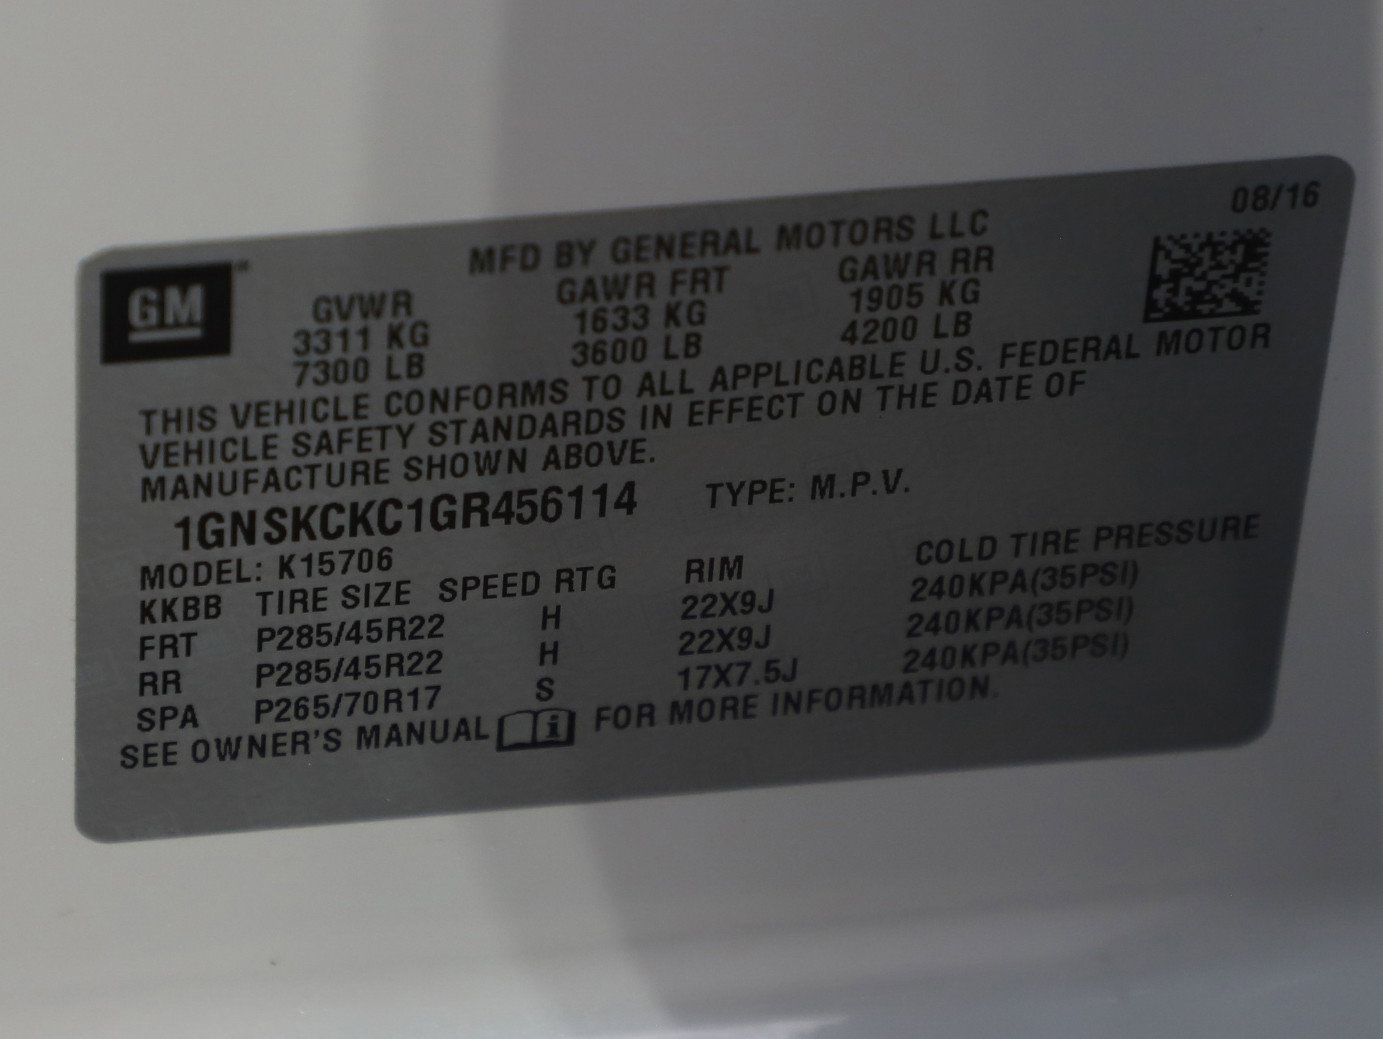 08/16
MFD BY GENERAL MOTORS LLC
GM
GVWR GAWR FRT GAWR RR
3311 KG 1633 KG 1905 KG
7300 LB 3600 LB 4200 LB
THIS VEHICLE CONFORMS TO ALL APPLICABLE U.S. FEDERAL MOTOR
VEHICLE SAFETY STANDARDS IN EFFECT ON THE DATE OF
MANUFACTURE SHOWN ABOVE.
1GNSKCKC1GR456114 TYPE: M.P.V.
MODEL: K15706
KKBB TIRE SIZE SPEED RTG RIM COLD TIRE PRESSURE
FRT P285/45R22 H 22X9J 240KPA(35PSI)
RR P285/45R22 H 22X9J 240KPA(35PSI)
SPA P265/70R17 S 17X7.5J 240KPA(35PSI)
SEE OWNER'S MANUAL i FOR MORE INFORMATION.